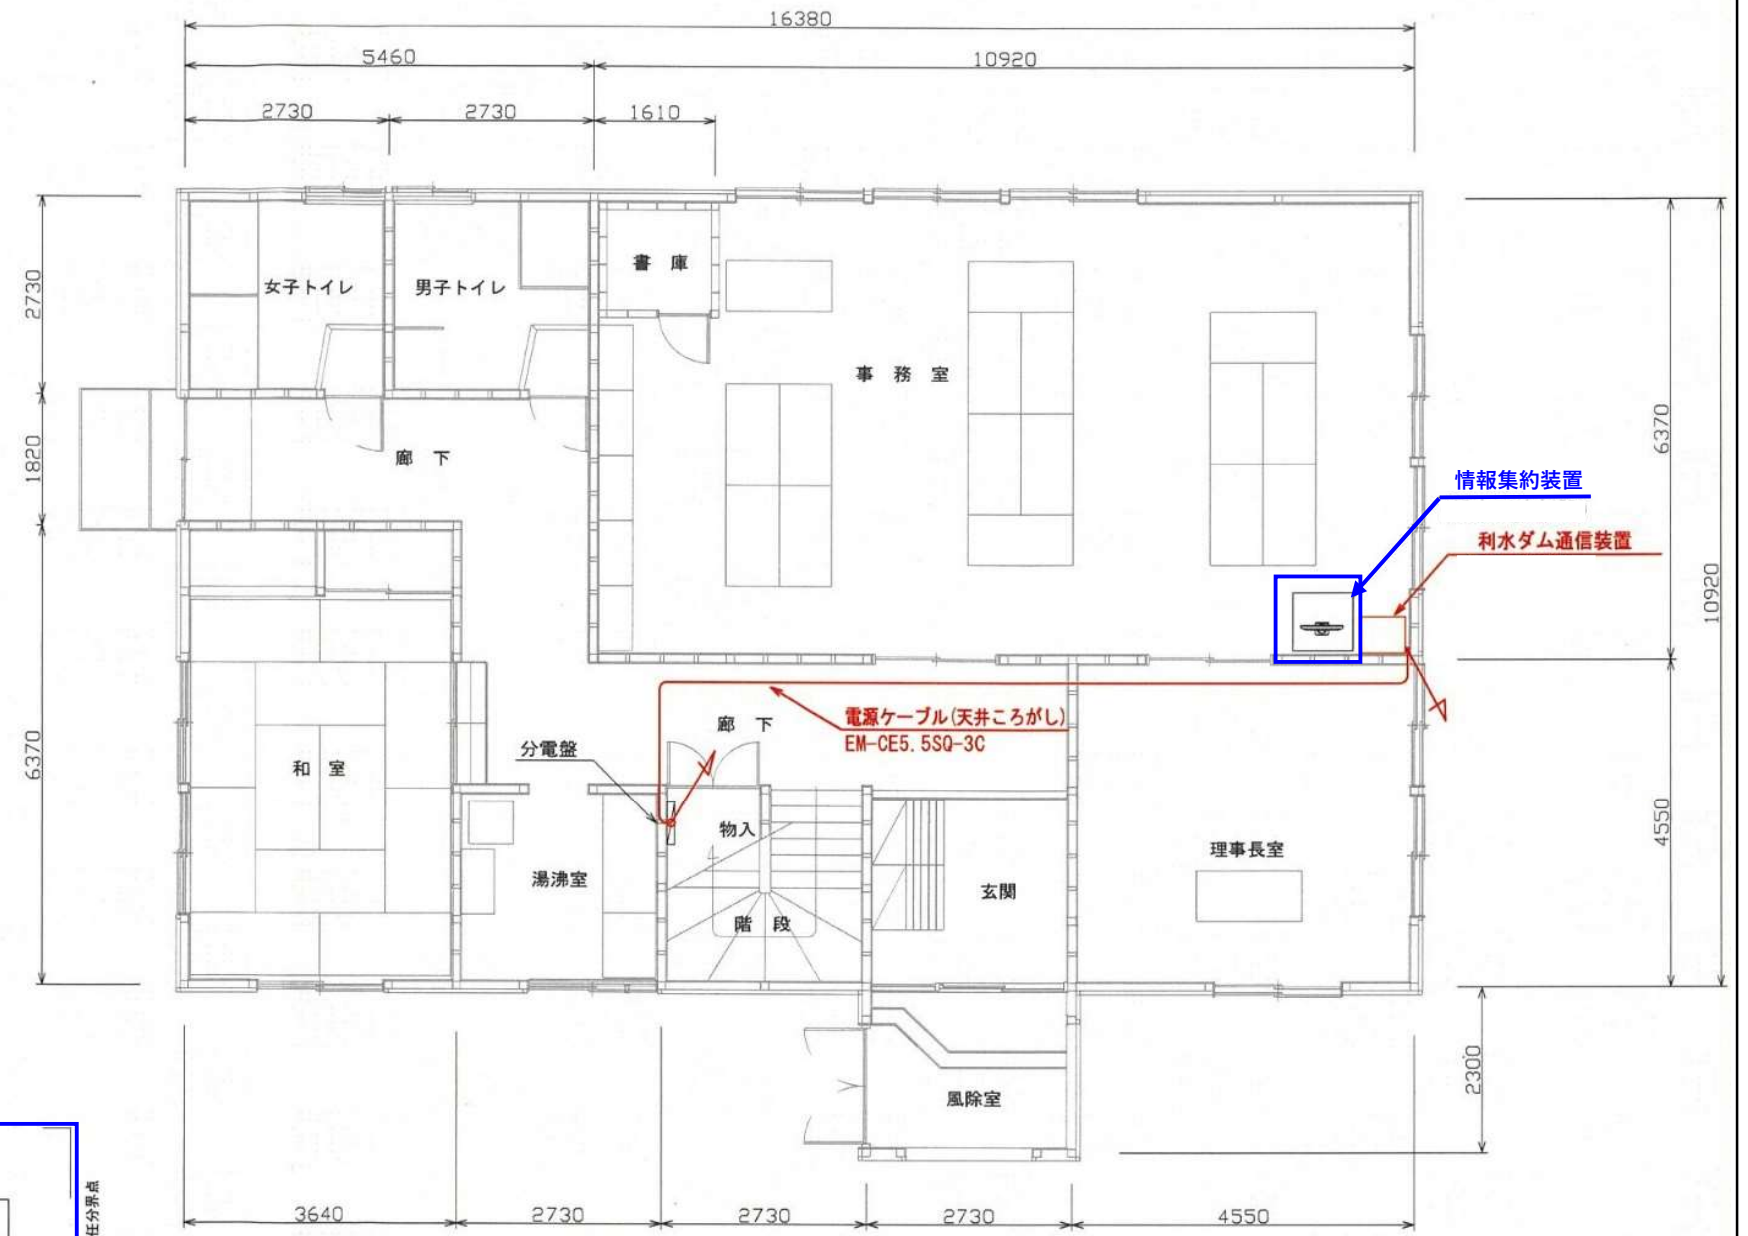 16380
5460
10920
2730
2730
1610
2730
1820
6370
女子トイレ
男子トイレ
書 庫
事 務 室
廊 下
情報集約装置
利水ダム通信装置
6370
10920
4550
2300
電源ケーブル(天井ころがし)
EM-CE5.5SQ-3C
廊 下
分電盤
和 室
物入
湯沸室
階 段
玄関
理事長室
風除室
任分界点
3640
2730
2730
2730
4550